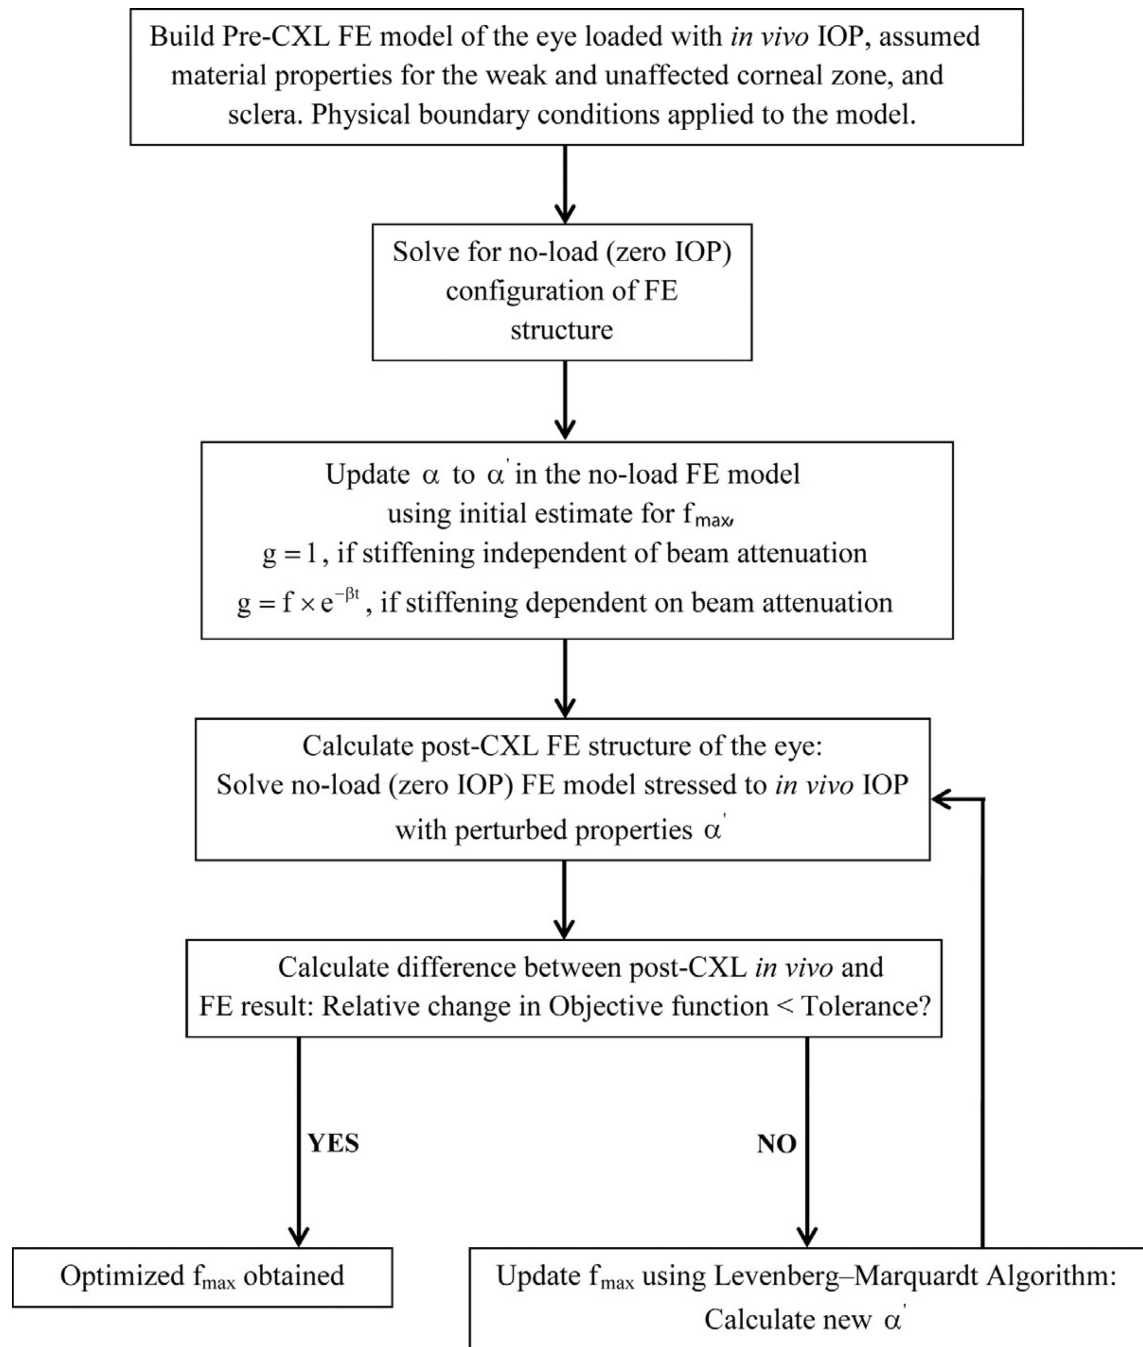 Build Pre-CXL FE model of the eye loaded with in vivo IOP, assumed
material properties for the weak and unaffected corneal zone, and
sclera. Physical boundary conditions applied to the model.
Solve for no-load (zero IOP)
configuration of FE
structure
Update α to α' in the no-load FE model
using initial estimate for fmax,
g = 1, if stiffening independent of beam attenuation
g = f × e^−βt, if stiffening dependent on beam attenuation
Calculate post-CXL FE structure of the eye:
Solve no-load (zero IOP) FE model stressed to in vivo IOP
with perturbed properties α'
Calculate difference between post-CXL in vivo and
FE result: Relative change in Objective function < Tolerance?
YES
NO
Optimized fmax obtained
Update fmax using Levenberg–Marquardt Algorithm:
Calculate new α'